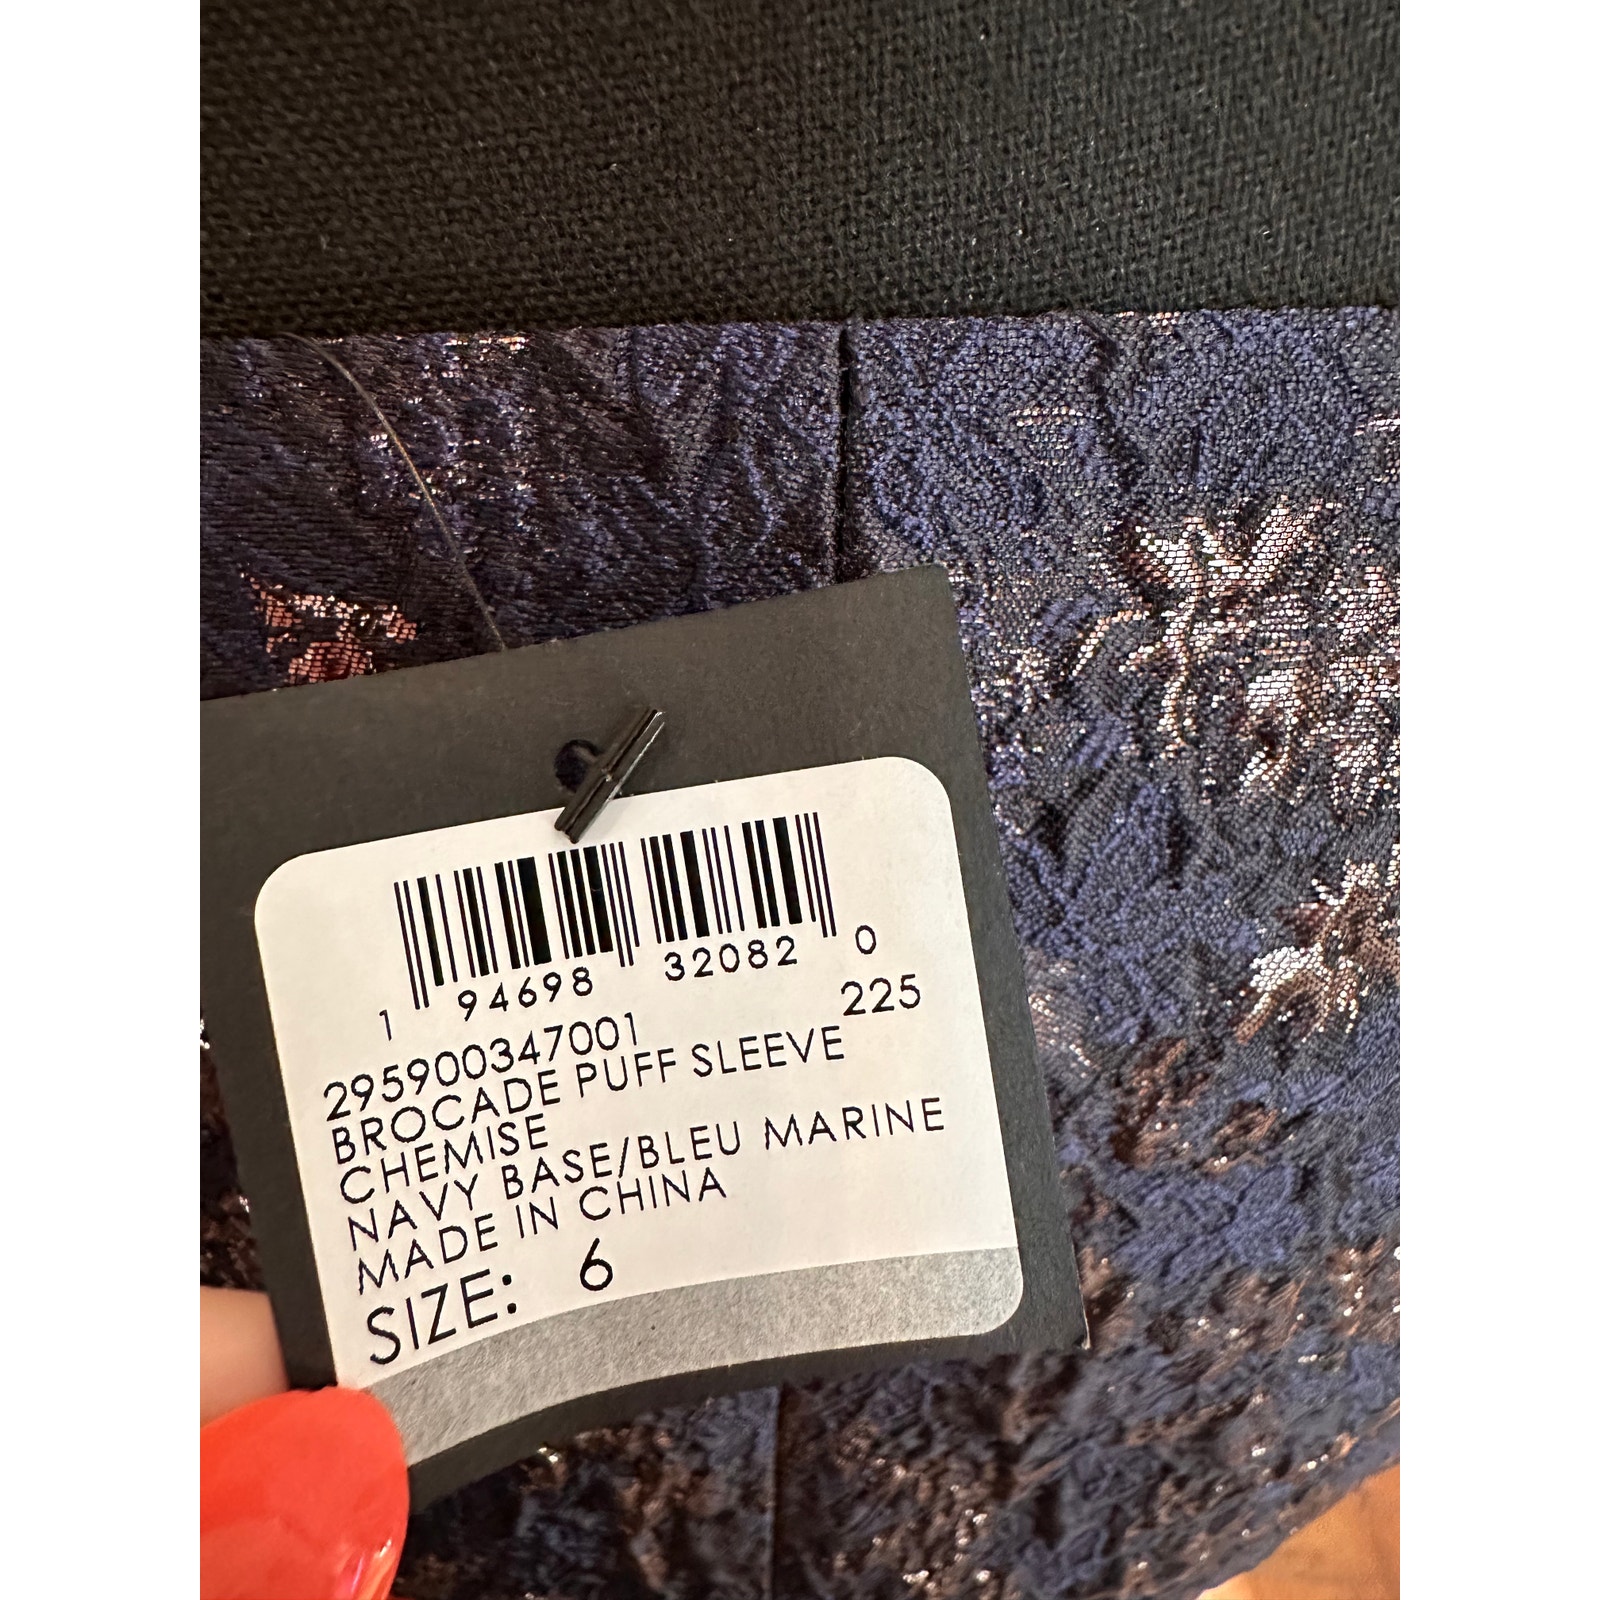 1 94698 32082 0
295900347001 225
BROCADE PUFF SLEEVE
CHEMISE
NAVY BASE/BLEU MARINE
MADE IN CHINA
SIZE: 6